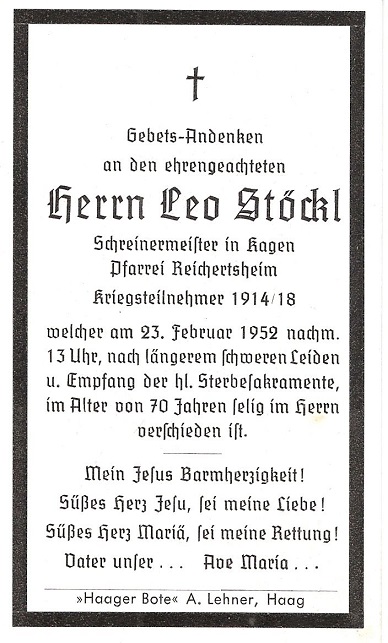 Gebets-Andenken
an den ehrengeachteten
Herrn Leo Stöckl
Schreinermeister in Hagen
Pfarrei Reichertsheim
Kriegsteilnehmer 1914/18
welcher am 23. Februar 1952 nachm.
13 Uhr, nach längerem schweren Leiden
u. Empfang der hl. Sterbesakramente,
im Alter von 70 Jahren selig im Herrn
verschieden ist.
Mein Jesus Barmherzigkeit!
Süßes Herz Jesu, sei meine Liebe!
Süßes Herz Mariä, sei meine Rettung!
Vater unser ... Ave Maria ...
»Haager Bote« A. Lehner, Haag